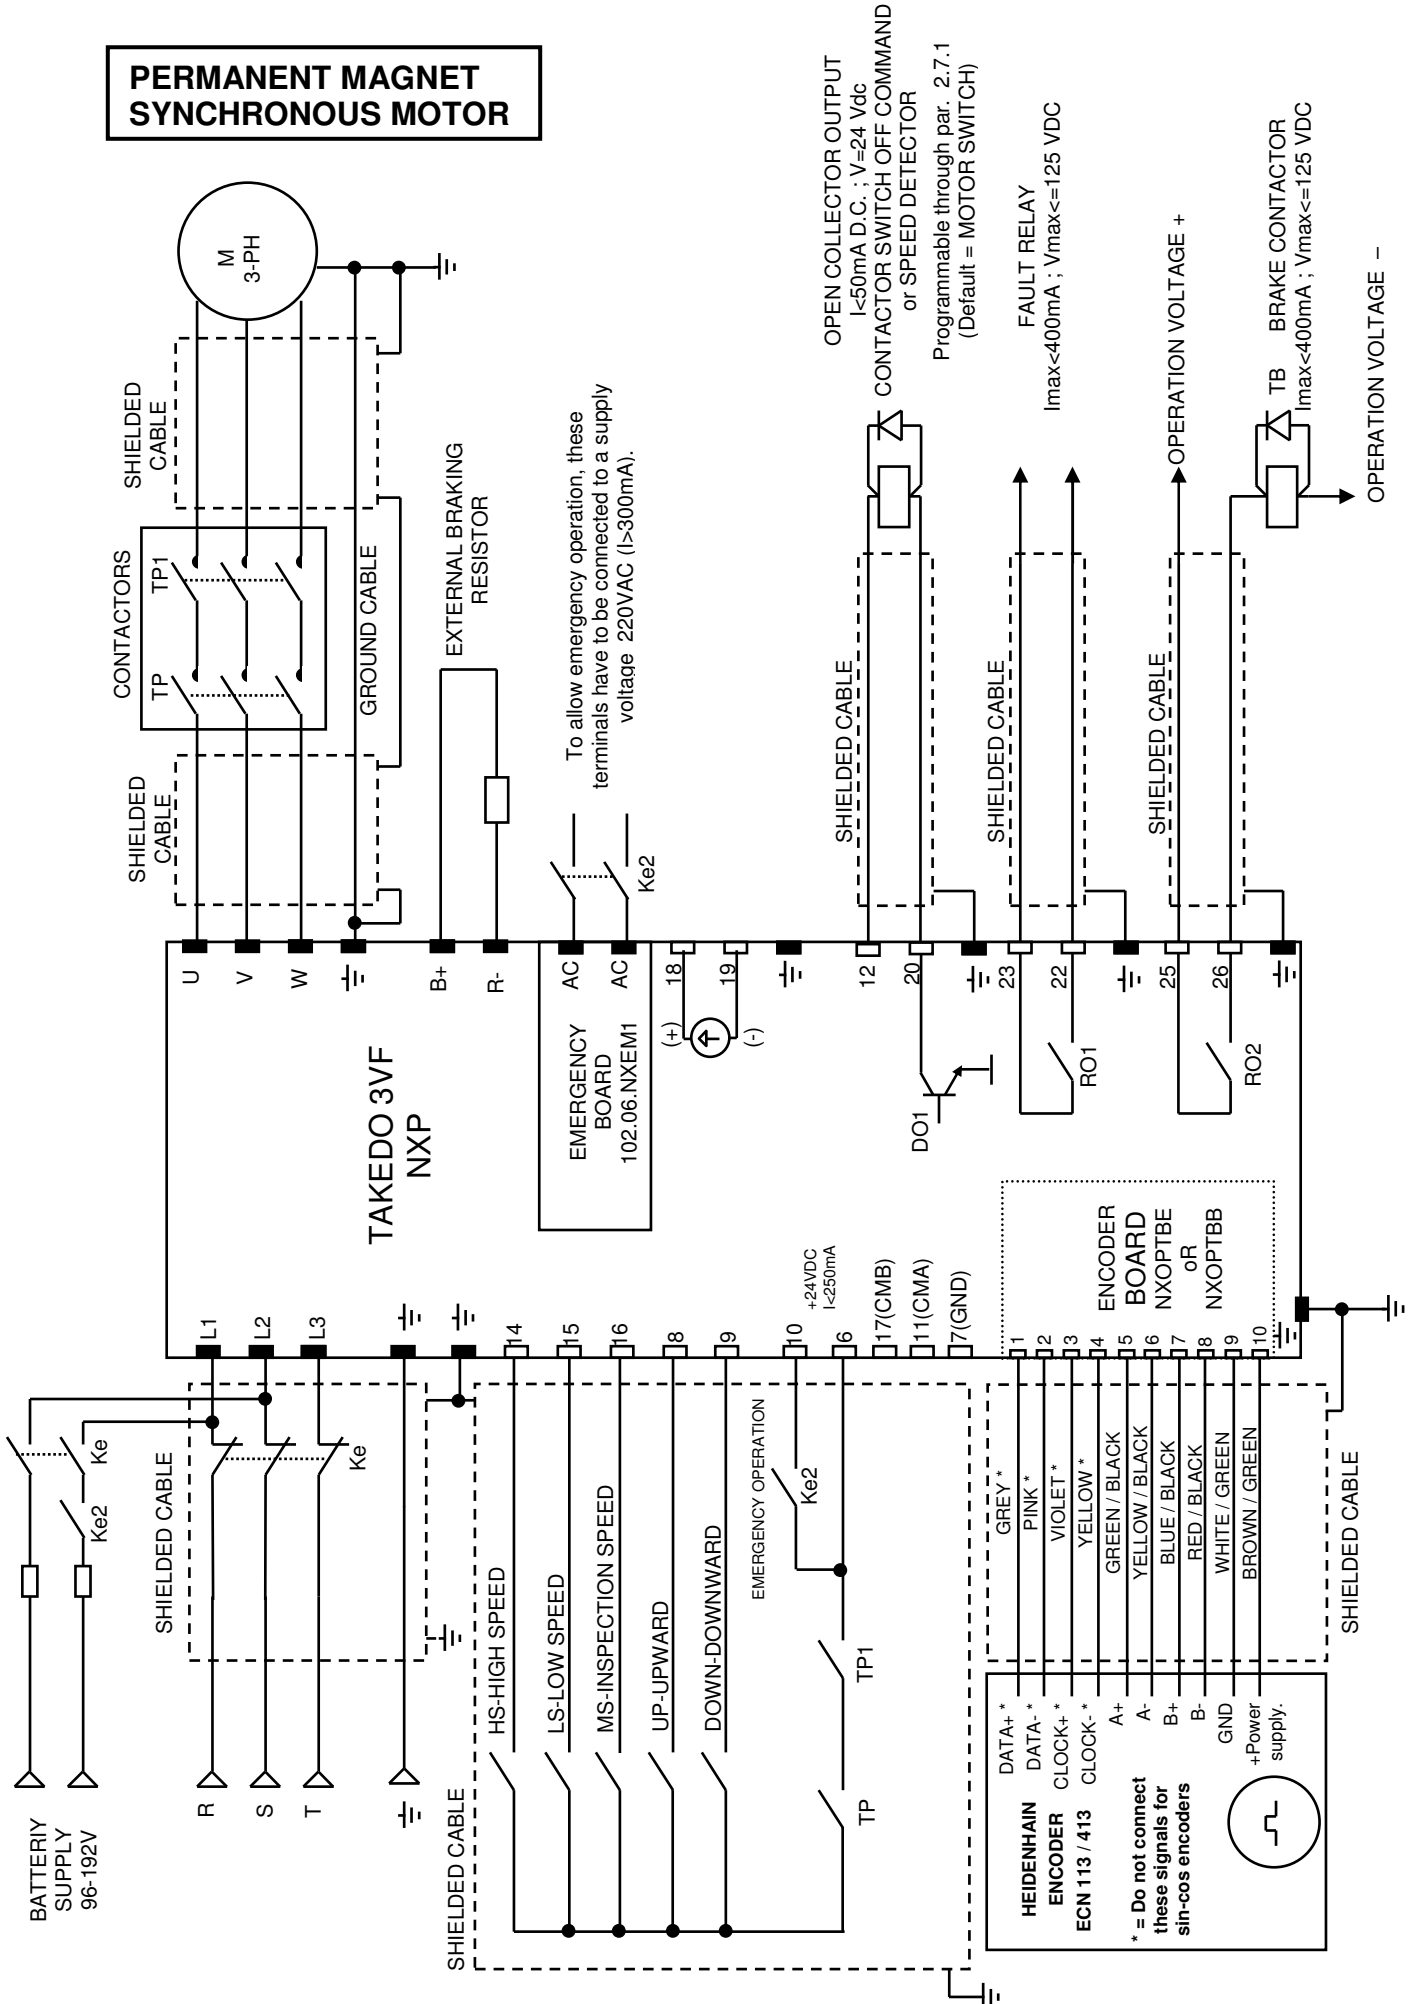 PERMANENT MAGNET
SYNCHRONOUS MOTOR
M
3-PH
SHIELDED
CABLE
CONTACTORS
TP
TP1
GROUND CABLE
SHIELDED
CABLE
EXTERNAL BRAKING
RESISTOR
To allow emergency operation, these
terminals have to be connected to a supply
voltage 220VAC (I>300mA).
Ke2
OPEN COLLECTOR OUTPUT
I<50mA D.C. ; V=24 Vdc
CONTACTOR SWITCH OFF COMMAND
or SPEED DETECTOR
Programmable through par. 2.7.1
(Default = MOTOR SWITCH)
SHIELDED CABLE
FAULT RELAY
Imax<400mA ; Vmax<=125 VDC
SHIELDED CABLE
OPERATION VOLTAGE +
SHIELDED CABLE
TB BRAKE CONTACTOR
Imax<400mA ; Vmax<=125 VDC
OPERATION VOLTAGE –
U
V
W
B+
R-
AC
AC
18
19
12
20
23
22
25
26
(+)
(-)
DO1
RO1
RO2
TAKEDO 3VF
NXP
EMERGENCY
BOARD
102.06.NXEM1
ENCODER
BOARD
NXOPTBE
oR
NXOPTBB
L1
L2
L3
14
15
16
8
9
10
+24VDC
I<250mA
6
17(CMB)
11(CMA)
7(GND)
1
2
3
4
5
6
7
8
9
10
BATTERIY
SUPPLY
96-192V
Ke
Ke2
SHIELDED CABLE
Ke
R
S
T
SHIELDED CABLE
HS-HIGH SPEED
LS-LOW SPEED
MS-INSPECTION SPEED
UP-UPWARD
DOWN-DOWNWARD
EMERGENCY OPERATION
Ke2
TP
TP1
GREY *
PINK *
VIOLET *
YELLOW *
GREEN / BLACK
YELLOW / BLACK
BLUE / BLACK
RED / BLACK
WHITE / GREEN
BROWN / GREEN
SHIELDED CABLE
DATA+ *
DATA- *
CLOCK+ *
CLOCK- *
A+
A-
B+
B-
GND
+Power
supply.
HEIDENHAIN
ENCODER
ECN 113 / 413
* = Do not connect
these signals for
sin-cos encoders